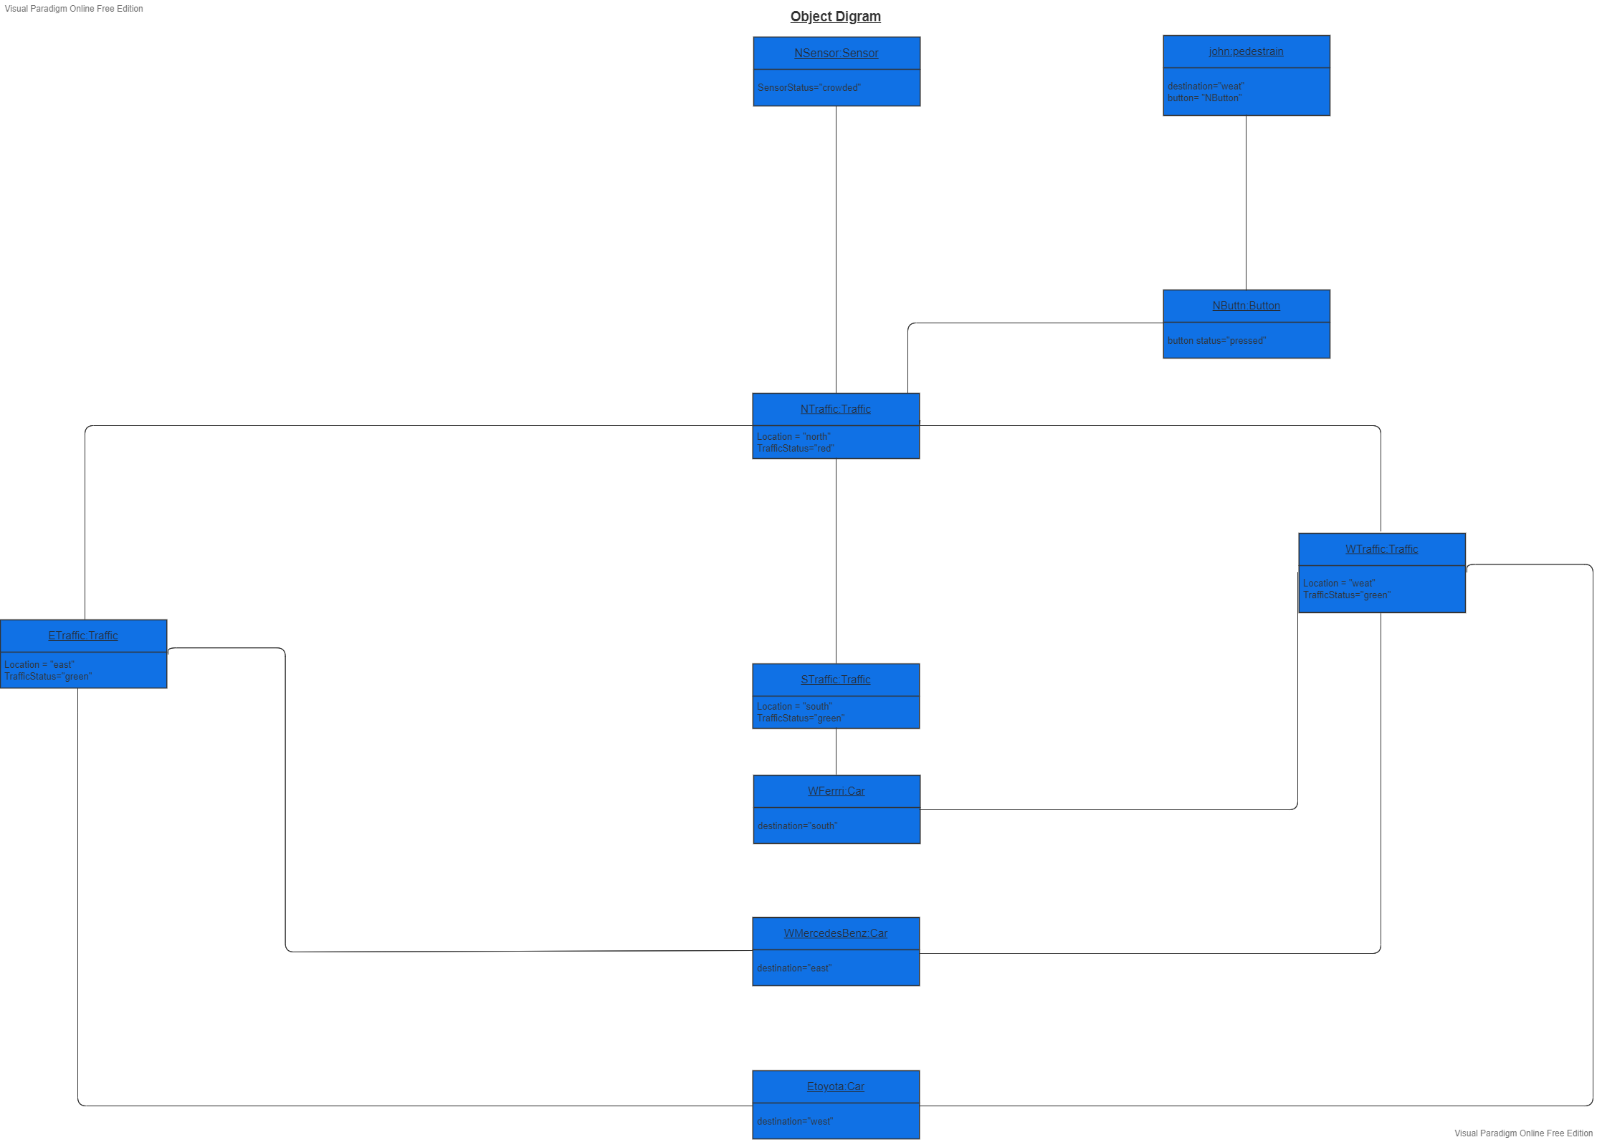 Visual Paradigm Online Free Edition
Object Digram
NSensor:Sensor
SensorStatus="crowded"
john:pedestrain
destination="weat"
button= "NButton"
NButtn:Button
button status="pressed"
NTraffic:Traffic
Location = "north"
TrafficStatus="red"
WTraffic:Traffic
Location = "weat"
TrafficStatus="green"
ETraffic:Traffic
Location = "east"
TrafficStatus="green"
STraffic:Traffic
Location = "south"
TrafficStatus="green"
WFerrri:Car
destination="south"
WMercedesBenz:Car
destination="east"
Etoyota:Car
destination="west"
Visual Paradigm Online Free Edition